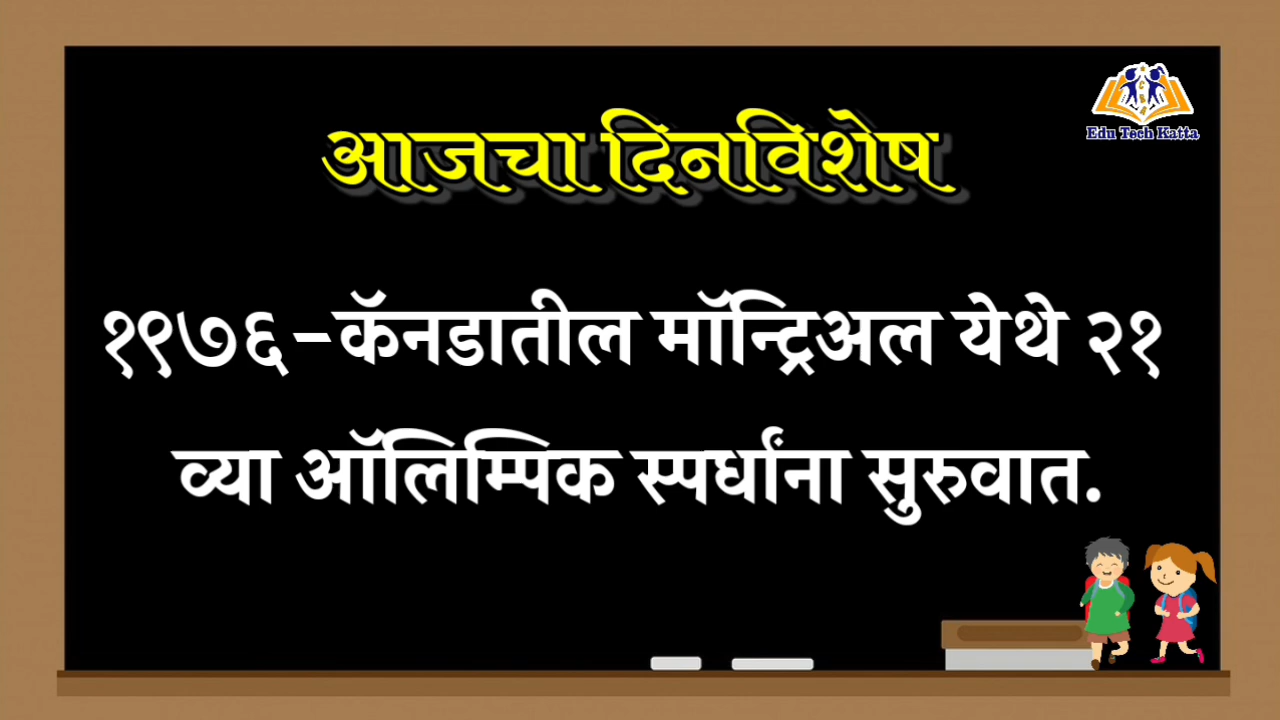 Edu Tech Katta
आजचा दिनविशेष
१९७६-कॅनडातील मॉन्ट्रिअल येथे २१
व्या ऑलिम्पिक स्पर्धांना सुरुवात.